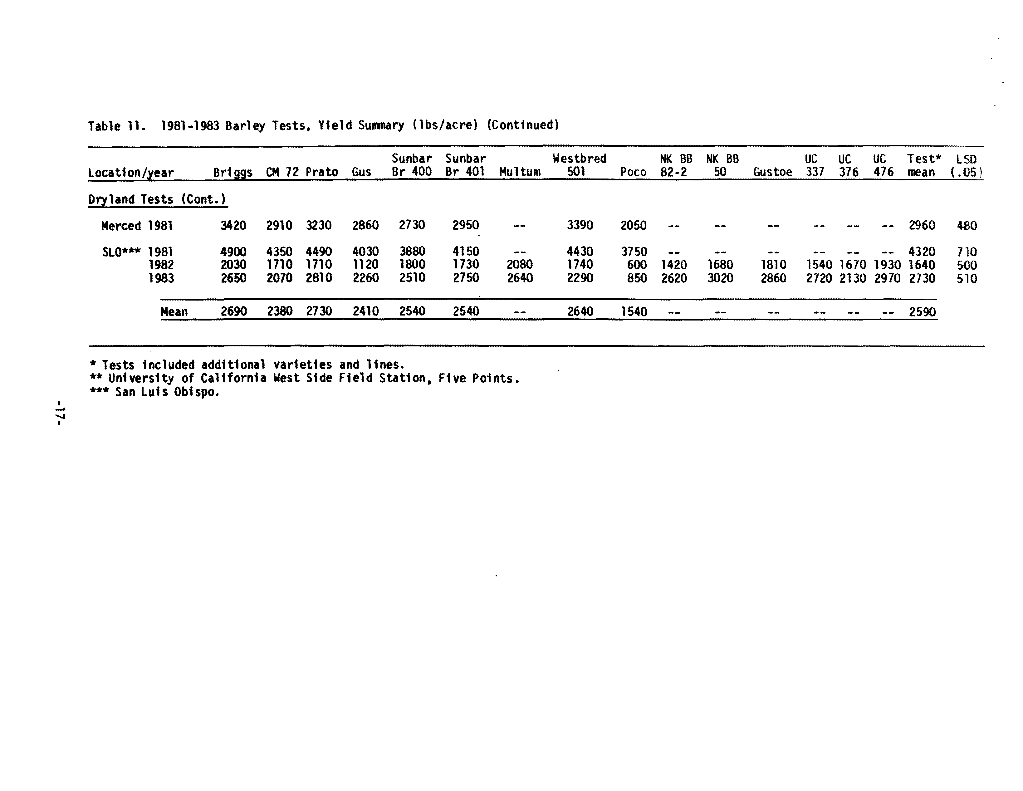 Table 11. 1981-1983 Barley Tests, Yield Summary (lbs/acre) (Continued)
Sunbar Sunbar Westbred NK BB NK BB UC UC UC Test* LSD
Location/year Briggs CM 72 Prato Gus Br 400 Br 401 Multum 501 Poco 82-2 50 Gustoe 337 376 476 mean (.05)
Dryland Tests (Cont.)
Merced 1981 3420 2910 3230 2860 2730 2950 -- 3390 2050 -- -- -- -- -- -- 2960 480
SLO*** 1981 4900 4350 4490 4030 3880 4150 -- 4430 3750 -- -- -- -- -- -- 4320 710
1982 2030 1710 1710 1120 1800 1730 2080 1740 600 1420 1680 1810 1540 1670 1930 1640 500
1983 2650 2070 2810 2260 2510 2750 2640 2290 850 2620 3020 2860 2720 2130 2970 2730 510
Mean 2690 2380 2730 2410 2540 2540 -- 2640 1540 -- -- -- -- -- -- 2590
* Tests included additional varieties and lines.
** University of California West Side Field Station, Five Points.
*** San Luis Obispo.
-17-